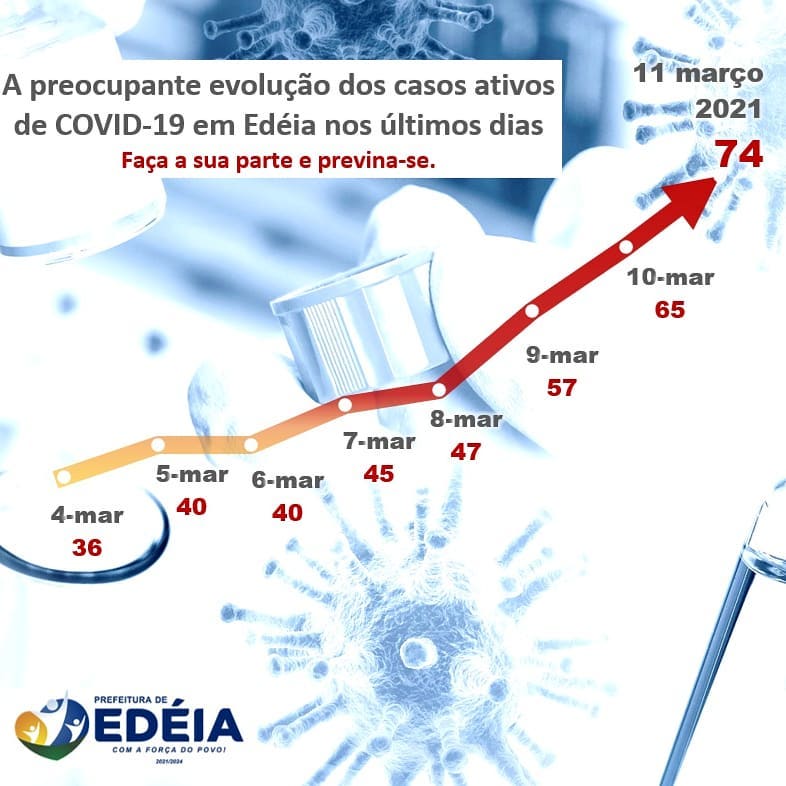 A preocupante evolução dos casos ativos
de COVID-19 em Edéia nos últimos dias
Faça a sua parte e previna-se.
11 março
2021
74
10-mar
65
9-mar
57
8-mar
47
7-mar
45
6-mar
40
5-mar
40
4-mar
36
PREFEITURA DE
EDÉIA
COM A FORÇA DO POVO!
2021/2024